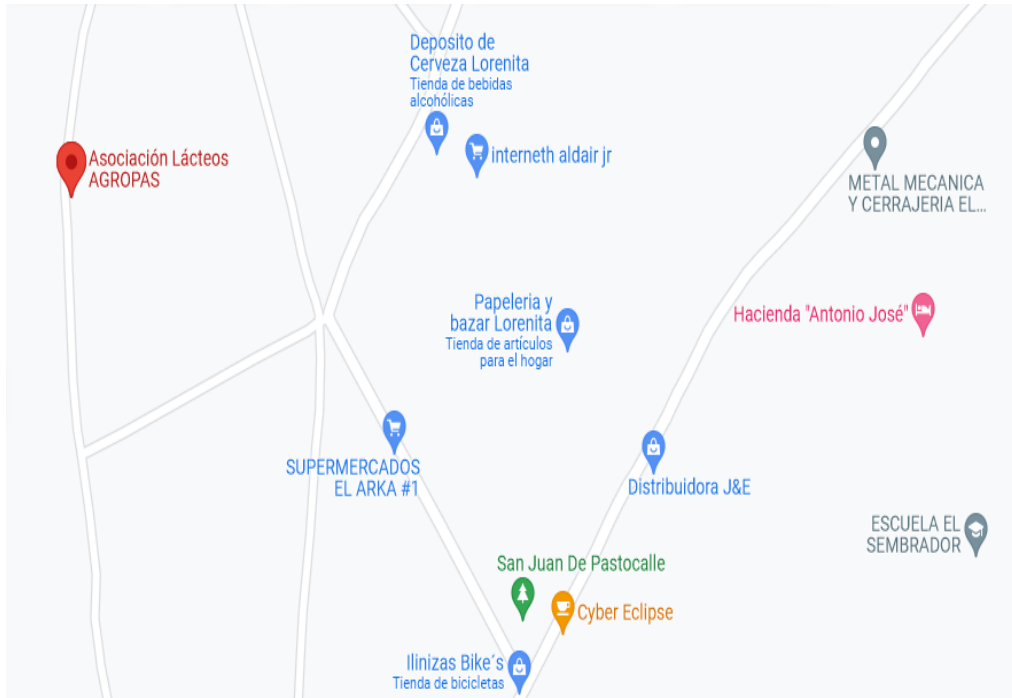 Deposito de
Cerveza Lorenita
Tienda de bebidas
alcohólicas
interneth aldair jr
Asociación Lácteos
AGROPAS
METAL MECANICA
Y CERRAJERIA EL...
Papeleria y
bazar Lorenita
Tienda de artículos
para el hogar
Hacienda "Antonio José"
SUPERMERCADOS
EL ARKA #1
Distribuidora J&E
ESCUELA EL
SEMBRADOR
San Juan De Pastocalle
Cyber Eclipse
Ilinizas Bike´s
Tienda de bicicletas